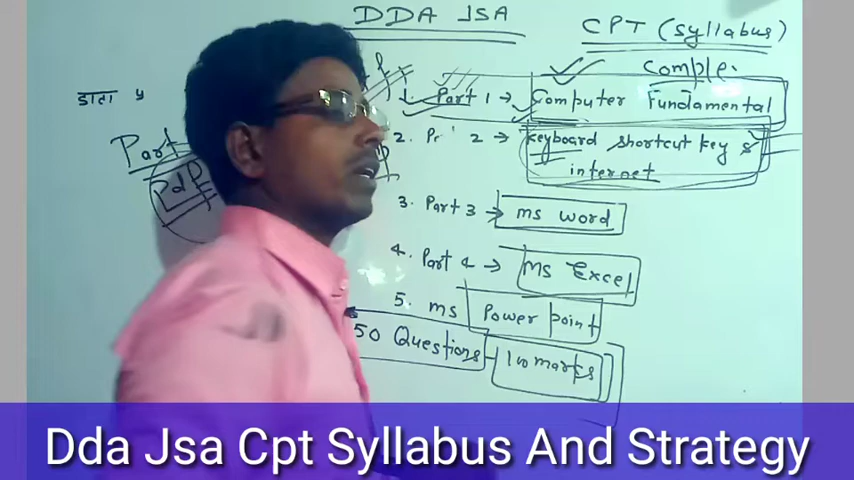 DDA JSA
CPT (syllabus)
Comple.
डाटा
1. Part 1 → Computer Fundamental
2. 2 → Keyboard shortcut key &
internet
Part
Pdf
3. Part 3 → ms word
4. Part 4 → MS Excel
5. ms Power point
50 Questions - 100 marks
Dda Jsa Cpt Syllabus And Strategy